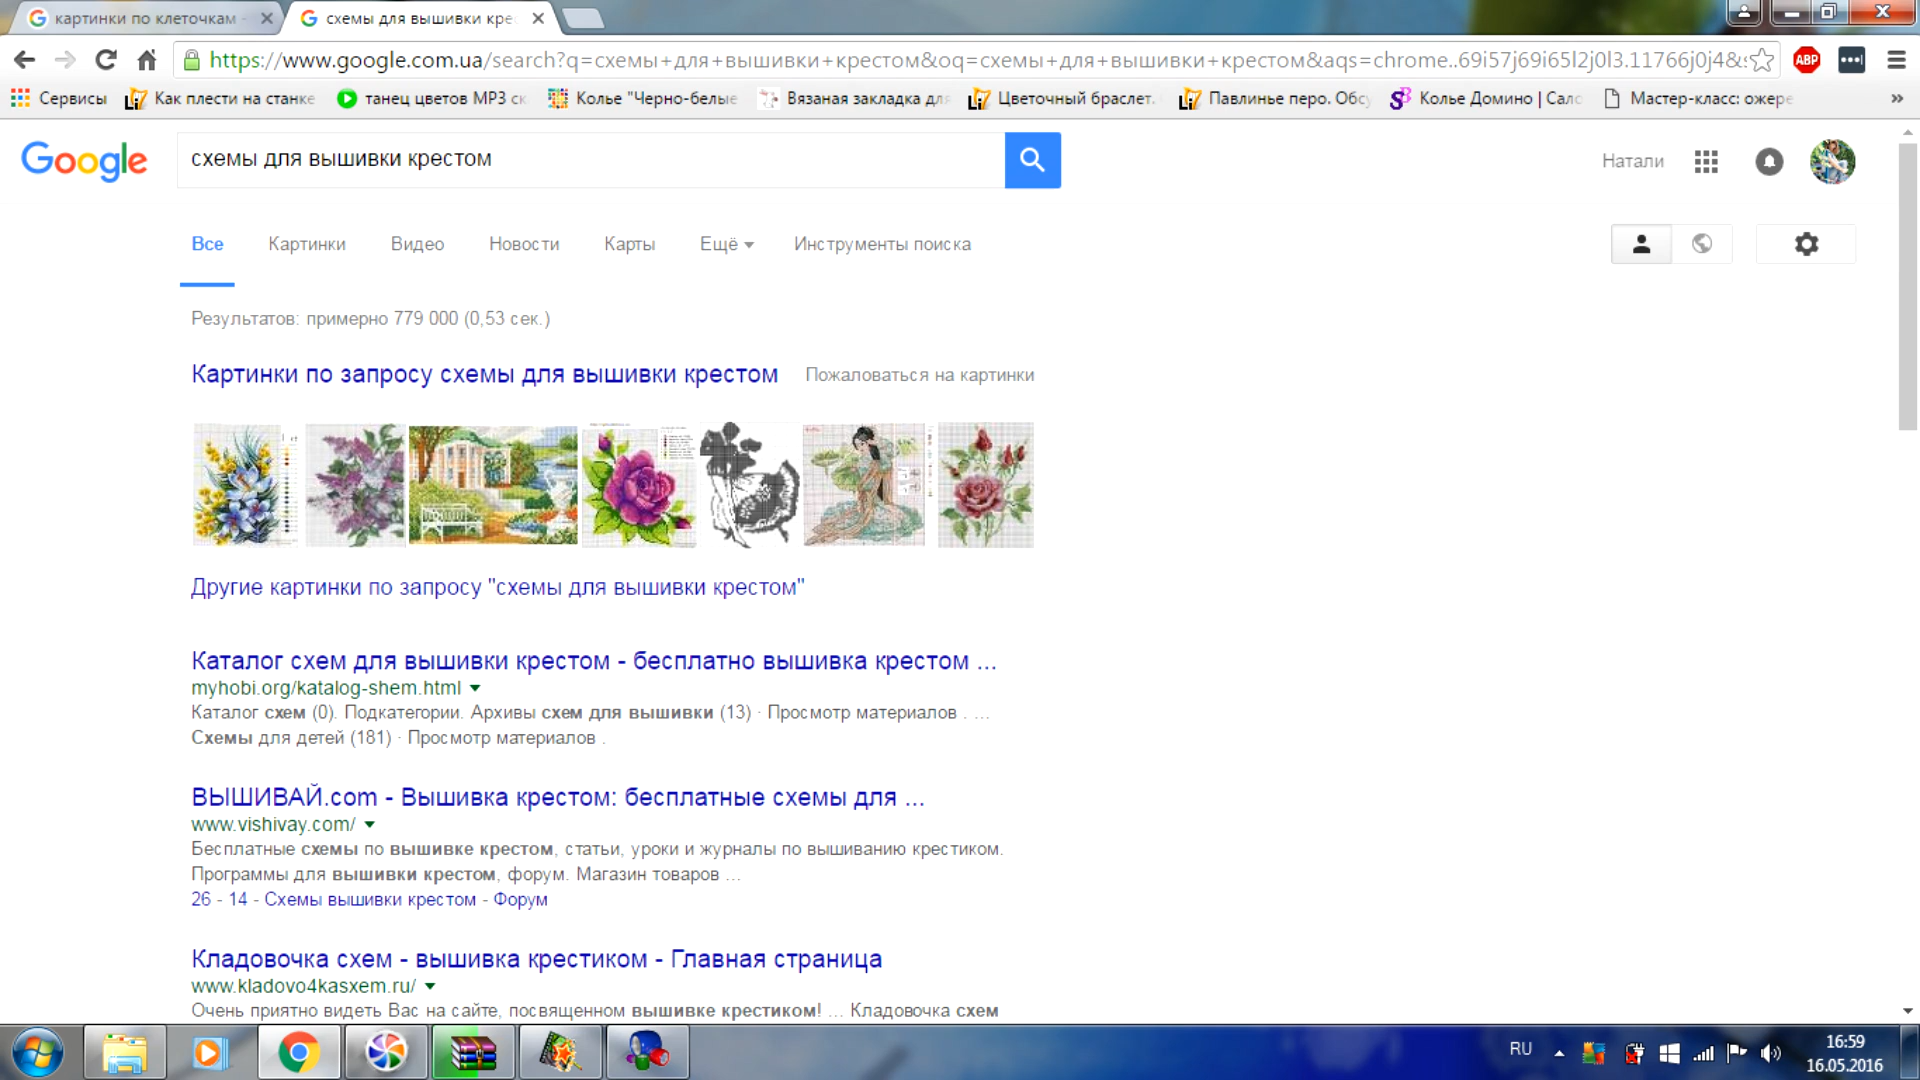 картинки по клеточкам -
схемы для вышивки кре
https://www.google.com.ua/search?q=схемы+для+вышивки+крестом&oq=схемы+для+вышивки+крестом&aqs=chrome..69i57j69i65l2j0l3.11766j0j4&s
ABP
Сервисы
Как плести на станке
танец цветов МР3 ск
Колье "Черно-белые
Вязаная закладка для
Цветочный браслет.
Павлинье перо. Обсу
Колье Домино | Сало
Мастер-класс: ожере
»
Google
схемы для вышивки крестом
Натали
Все
Картинки
Видео
Новости
Карты
Ещё
Инструменты поиска
Результатов: примерно 779 000 (0,53 сек.)
Картинки по запросу схемы для вышивки крестом
Пожаловаться на картинки
Другие картинки по запросу "схемы для вышивки крестом"
Каталог схем для вышивки крестом - бесплатно вышивка крестом ...
myhobi.org/katalog-shem.html
Каталог схем (0). Подкатегории. Архивы схем для вышивки (13) · Просмотр материалов . ...
Схемы для детей (181) · Просмотр материалов .
ВЫШИВАЙ.com - Вышивка крестом: бесплатные схемы для ...
www.vishivay.com/
Бесплатные схемы по вышивке крестом, статьи, уроки и журналы по вышиванию крестиком.
Программы для вышивки крестом, форум. Магазин товаров ...
26 - 14 - Схемы вышивки крестом - Форум
Кладовочка схем - вышивка крестиком - Главная страница
www.kladovo4kasxem.ru/
Очень приятно видеть Вас на сайте, посвященном вышивке крестиком! ... Кладовочка схем
RU
16:59
16.05.2016